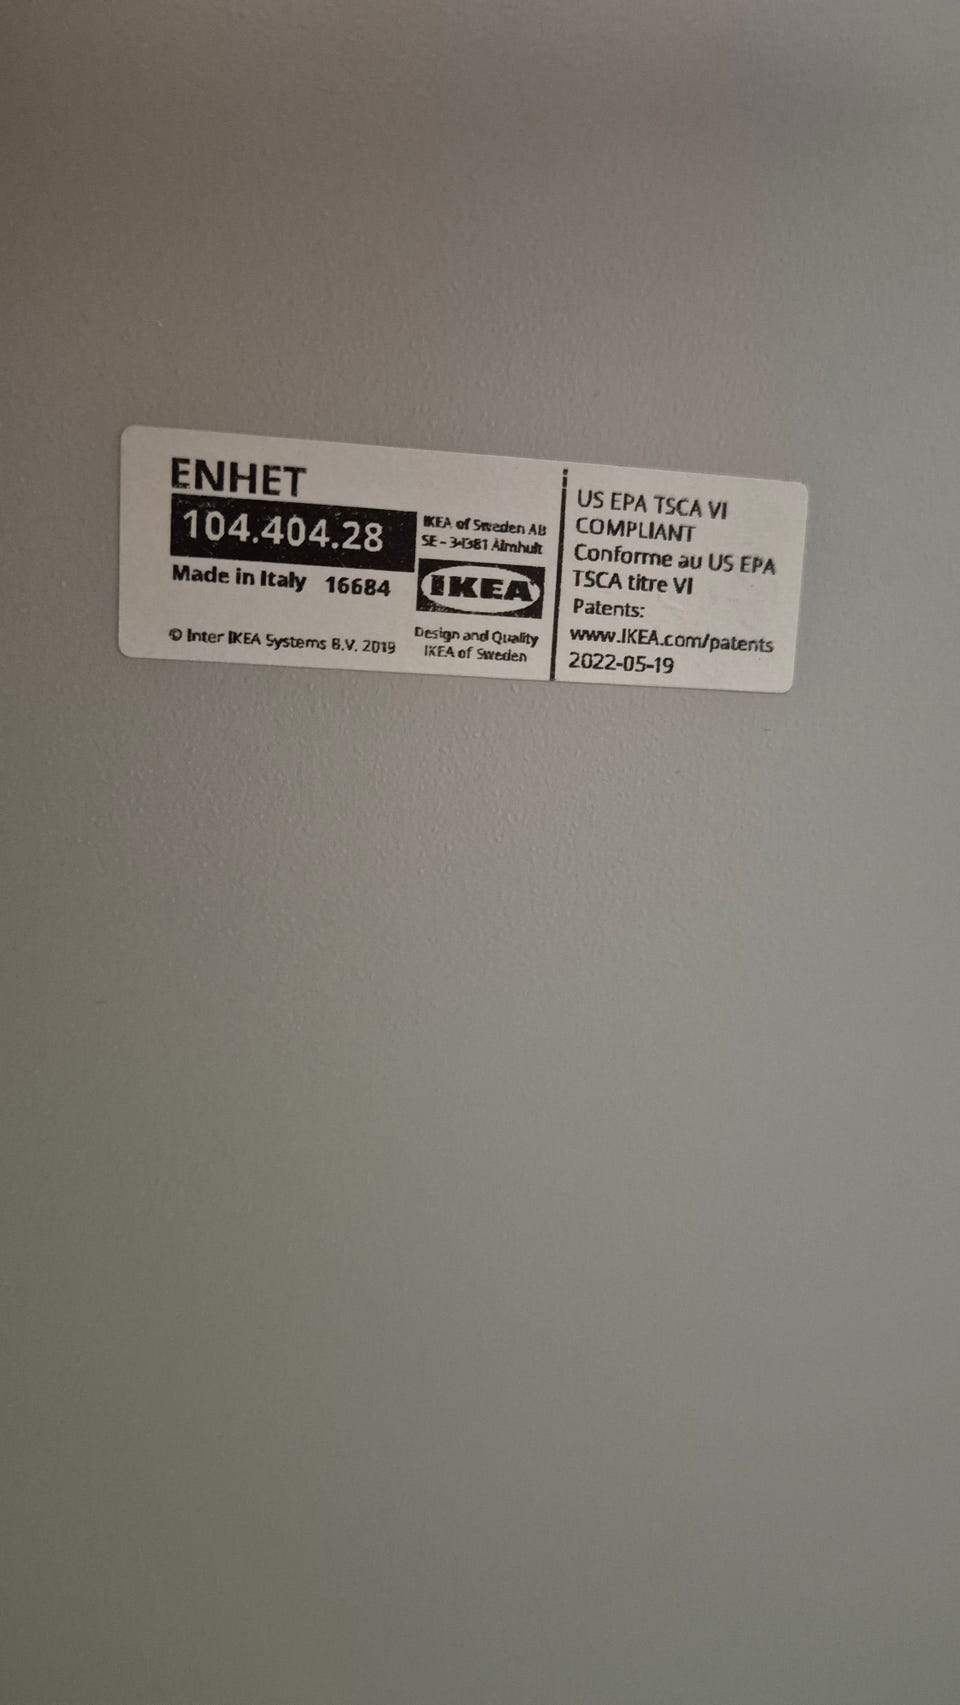 ENHET
104.404.28
Made in Italy 16684
© Inter IKEA Systems B.V. 2019
IKEA of Sweden AB
SE - 34381 Älmhult
IKEA
Design and Quality
IKEA of Sweden
US EPA TSCA VI
COMPLIANT
Conforme au US EPA
TSCA titre VI
Patents:
www.IKEA.com/patents
2022-05-19